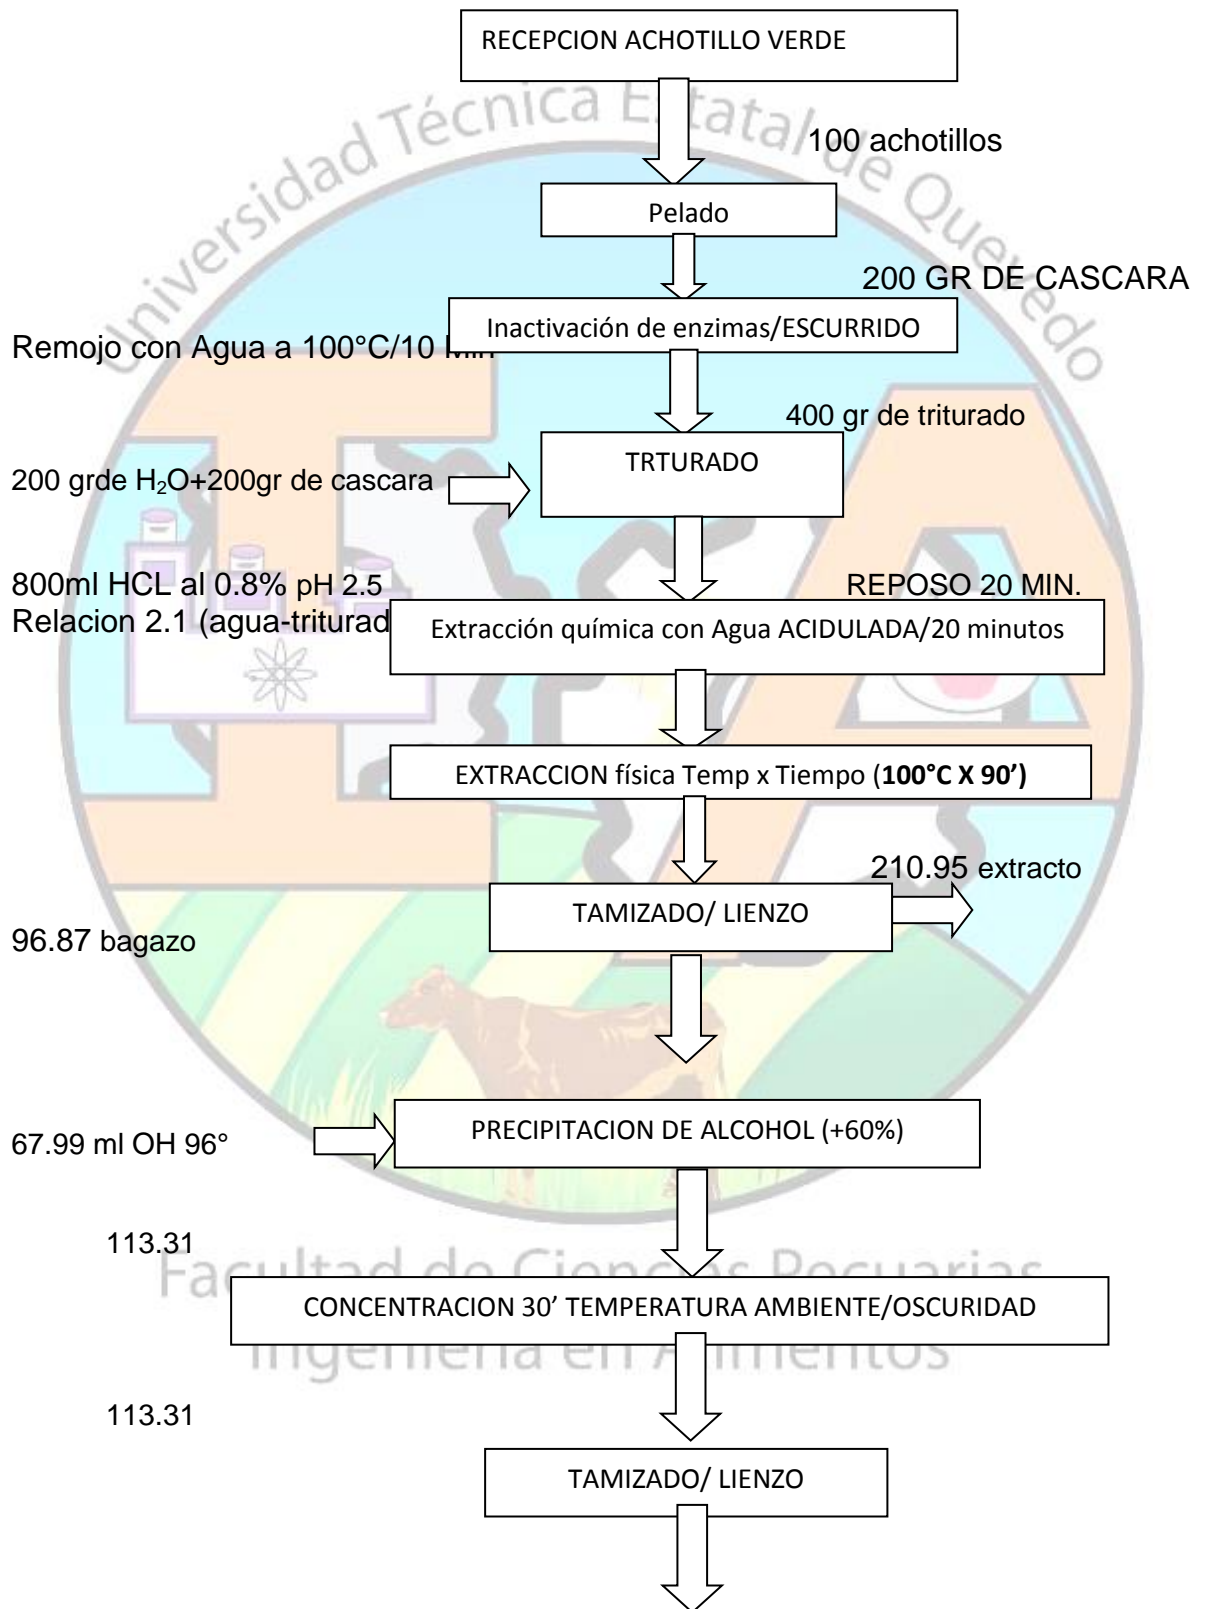 RECEPCION ACHOTILLO VERDE
Universidad Técnica Estatal de Quevedo
100 achotillos
Pelado
200 GR DE CASCARA
Inactivación de enzimas/ESCURRIDO
Remojo con Agua a 100°C/10 Min
400 gr de triturado
TRTURADO
200 grde H₂O+200gr de cascara
800ml HCL al 0.8% pH 2.5
REPOSO 20 MIN.
Relacion 2.1 (agua-triturad
Extracción química con Agua ACIDULADA/20 minutos
EXTRACCION física Temp x Tiempo (100°C X 90’)
210.95 extracto
TAMIZADO/ LIENZO
96.87 bagazo
PRECIPITACION DE ALCOHOL (+60%)
67.99 ml OH 96°
113.31
Facultad de Ciencias Pecuarias
CONCENTRACION 30’ TEMPERATURA AMBIENTE/OSCURIDAD
Ingeniería en Alimentos
113.31
TAMIZADO/ LIENZO